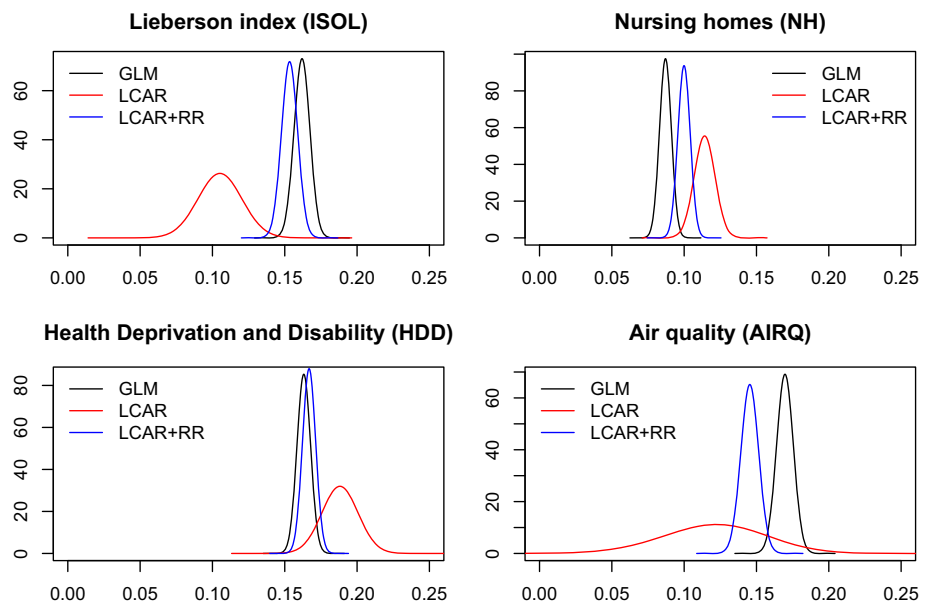 Lieberson index (ISOL)
GLM
LCAR
LCAR+RR
0 20 40 60
0.00 0.05 0.10 0.15 0.20 0.25
Nursing homes (NH)
GLM
LCAR
LCAR+RR
0 20 40 60 80
0.00 0.05 0.10 0.15 0.20 0.25
Health Deprivation and Disability (HDD)
GLM
LCAR
LCAR+RR
0 20 40 60 80
0.00 0.05 0.10 0.15 0.20 0.25
Air quality (AIRQ)
GLM
LCAR
LCAR+RR
0 20 40 60
0.00 0.05 0.10 0.15 0.20 0.25